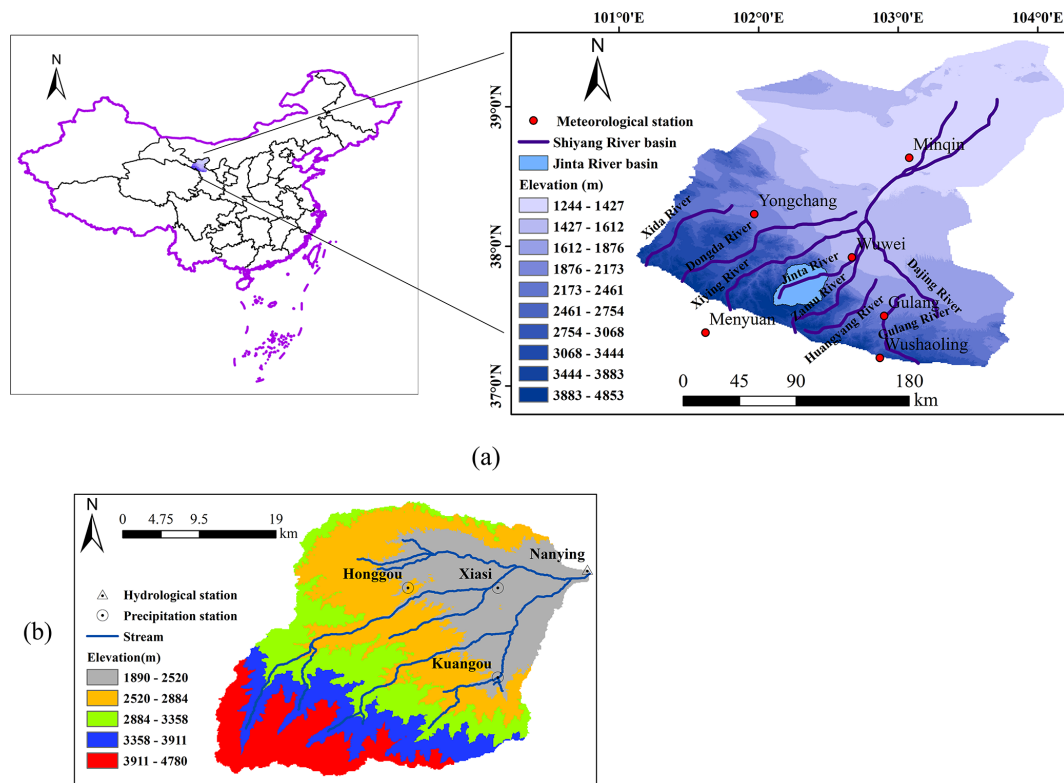 101°0'E 102°0'E 103°0'E 104°0'E
N
N
39°0'N
38°0'N
37°0'N
Meteorological station
Shiyang River basin
Jinta River basin
Elevation (m)
1244 - 1427
1427 - 1612
1612 - 1876
1876 - 2173
2173 - 2461
2461 - 2754
2754 - 3068
3068 - 3444
3444 - 3883
3883 - 4853
Minqin
Yongchang
Xida River
Dongda River
Wuwei
Xiying River
Jinta River
Zamu River
Dajing River
Gulang
Gulang River
Huangyang River
Menyuan
Wushaoling
0 45 90 180
km
(a)
N
0 4.75 9.5 19
km
Nanying
Honggou
Xiasi
Hydrological station
Precipitation station
Stream
(b)
Kuangou
Elevation(m)
1890 - 2520
2520 - 2884
2884 - 3358
3358 - 3911
3911 - 4780